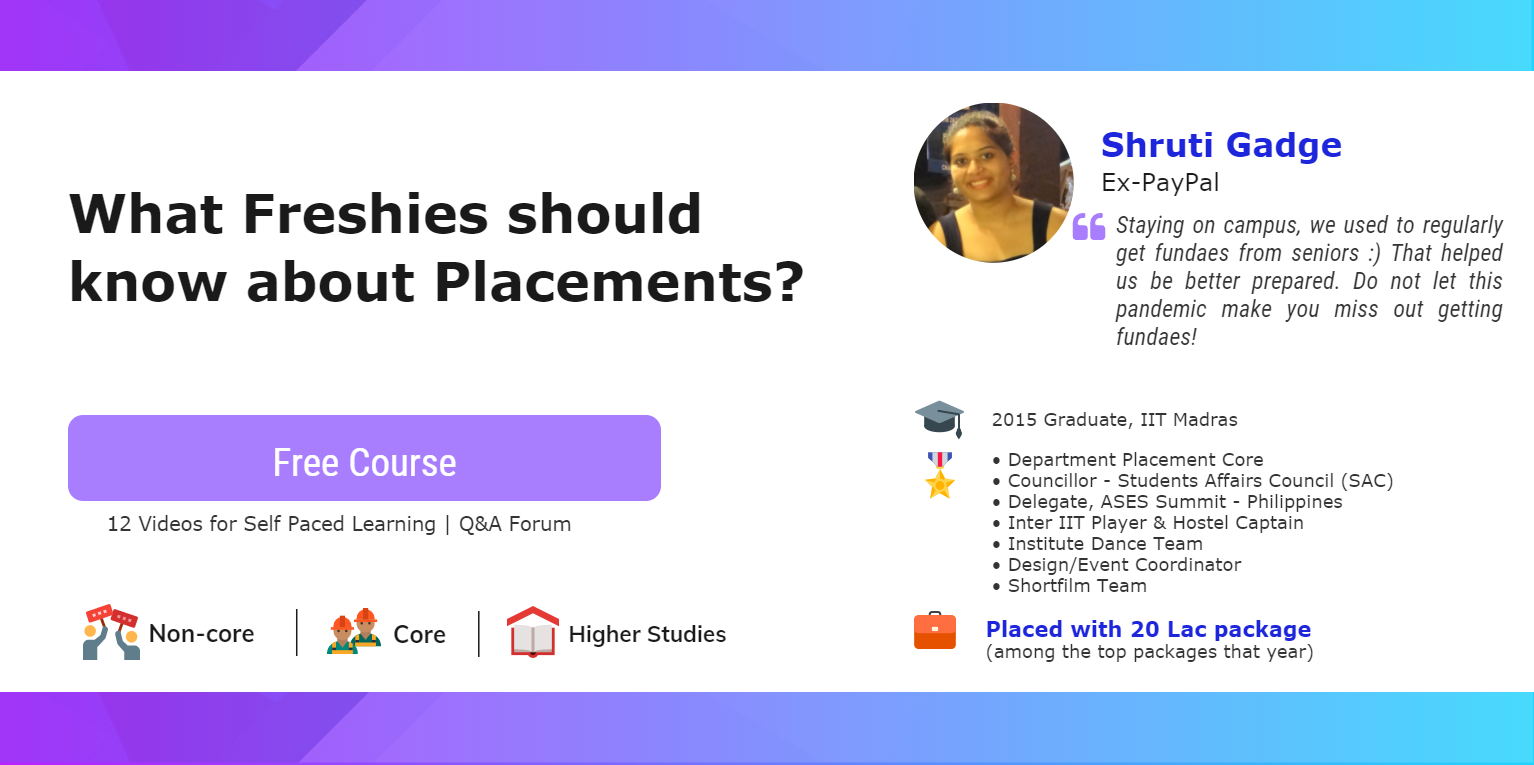 What Freshies should
know about Placements?
Free Course
12 Videos for Self Paced Learning | Q&A Forum
Non-core
Core
Higher Studies
Shruti Gadge
Ex-PayPal
Staying on campus, we used to regularly
get fundaes from seniors :) That helped
us be better prepared. Do not let this
pandemic make you miss out getting
fundaes!
2015 Graduate, IIT Madras
• Department Placement Core
• Councillor - Students Affairs Council (SAC)
• Delegate, ASES Summit - Philippines
• Inter IIT Player & Hostel Captain
• Institute Dance Team
• Design/Event Coordinator
• Shortfilm Team
Placed with 20 Lac package
(among the top packages that year)